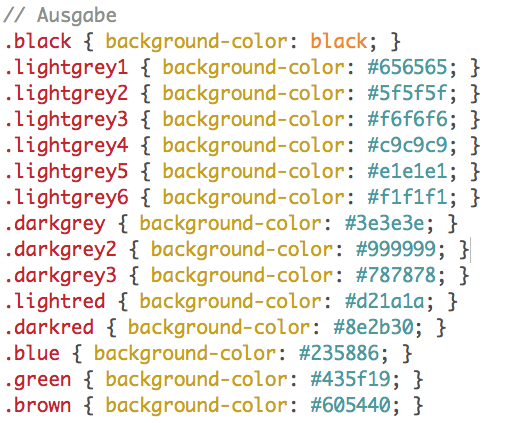 // Ausgabe
.black { background-color: black; }
.lightgrey1 { background-color: #656565; }
.lightgrey2 { background-color: #5f5f5f; }
.lightgrey3 { background-color: #f6f6f6; }
.lightgrey4 { background-color: #c9c9c9; }
.lightgrey5 { background-color: #e1e1e1; }
.lightgrey6 { background-color: #f1f1f1; }
.darkgrey { background-color: #3e3e3e; }
.darkgrey2 { background-color: #999999; }
.darkgrey3 { background-color: #787878; }
.lightred { background-color: #d21a1a; }
.darkred { background-color: #8e2b30; }
.blue { background-color: #235886; }
.green { background-color: #435f19; }
.brown { background-color: #605440; }